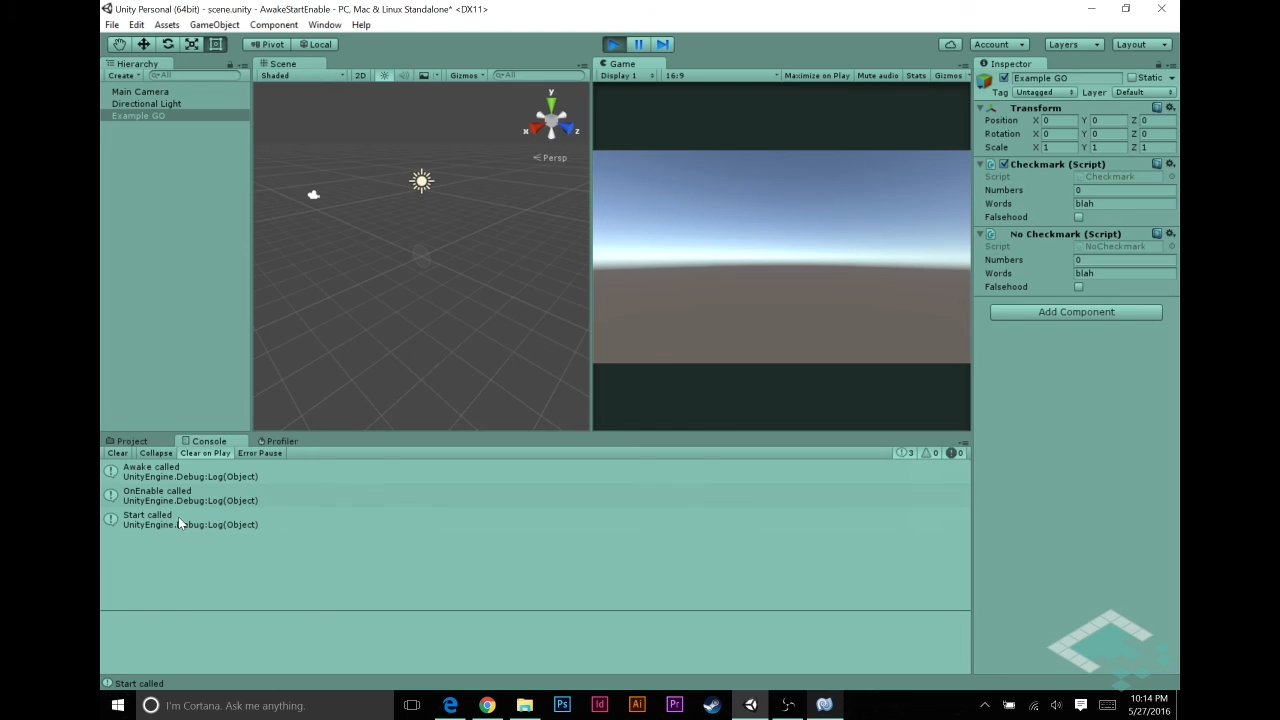 Unity Personal (64bit) - scene.unity - AwakeStartEnable - PC, Mac & Linux Standalone* <DX11>
File Edit Assets GameObject Component Window Help
Pivot Local Account Layers Layout
Hierarchy
Create All
Main Camera
Directional Light
Example GO
Scene
Shaded 2D Gizmos All
y
x z
Persp
Game
Display 1 16:9 Maximize on Play Mute audio Stats Gizmos
Inspector
Example GO Static
Tag Untagged Layer Default
Transform
Position X 0 Y 0 Z 0
Rotation X 0 Y 0 Z 0
Scale X 1 Y 1 Z 1
Checkmark (Script)
Script Checkmark
Numbers 0
Words blah
Falsehood
No Checkmark (Script)
Script NoCheckmark
Numbers 0
Words blah
Falsehood
Add Component
Project Console Profiler
Clear Collapse Clear on Play Error Pause 3 0 0
Awake called
UnityEngine.Debug:Log(Object)
OnEnable called
UnityEngine.Debug:Log(Object)
Start called
UnityEngine.Debug:Log(Object)
Start called
I'm Cortana. Ask me anything.
Ps Id Ai Pr
10:14 PM
5/27/2016